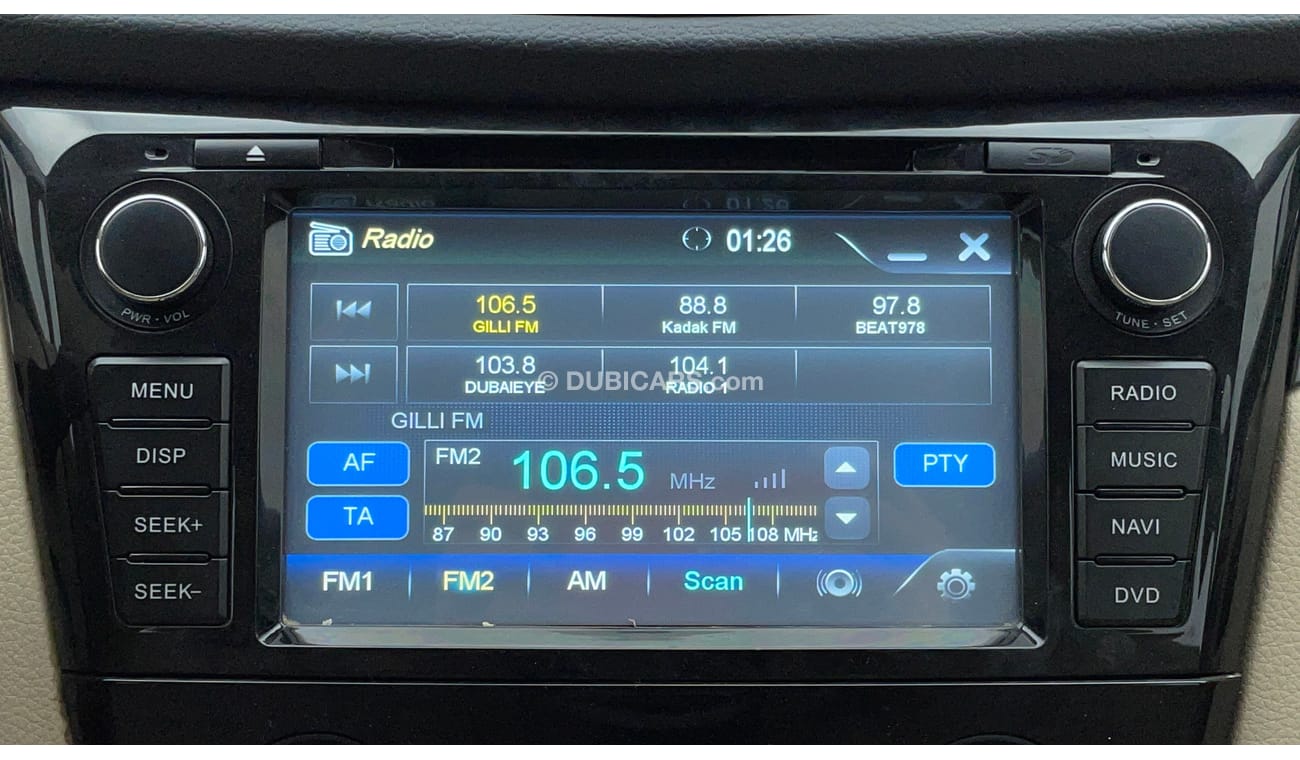 Radio 01:26
106.5 88.8 97.8
GILLI FM Kadak FM BEAT978
103.8 104.1
DUBAIEYE RADIO 1
© DUBICARS.com
GILLI FM
AF FM2 106.5 MHz PTY
TA
87 90 93 96 99 102 105 108 MHz
FM1 FM2 AM Scan
PWR • VOL
MENU
DISP
SEEK+
SEEK−
TUNE • SET
RADIO
MUSIC
NAVI
DVD